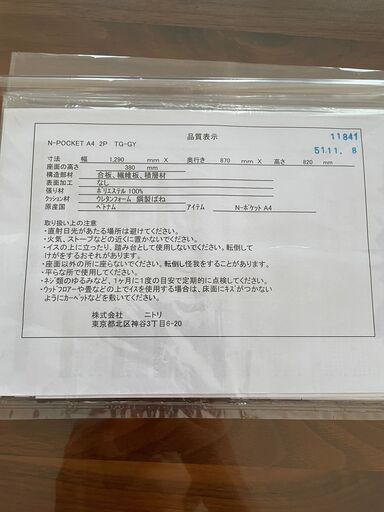 品質表示
11841
N-POCKET A4 2P TG-GY
5111. 8
寸法 幅 1,290 mm X 奥行き 870 mm X 高さ 820 mm
座面の高さ 380 mm
構造部材 合板、繊維板、積層材
表面加工 なし
張り材 ポリエステル100%
クッション材 ウレタンフォーム 鋼製ばね
原産国 ベトナム アイテム N-ポケット A4
取り扱い上の注意
・直射日光があたる場所は避けてください。
・火気、ストーブなどの近くに置かないでください。
・イスの上に立ったり、踏み台として使用しないでください。転倒して
けがをするおそれがあります。
・座面以外の所に座らないでください。転倒し怪我をすることがあります。
・平らな所で使用してください。
・ネジ類のゆるみなど、1ヶ月に1度の目安で定期的に点検してください。
・ウッドフロアーや畳などの上でイスを使用する場合は、床面にキズがつかない
ようにカーペットなどを敷いてください。
株式会社 ニトリ
東京都北区神谷3丁目6-20